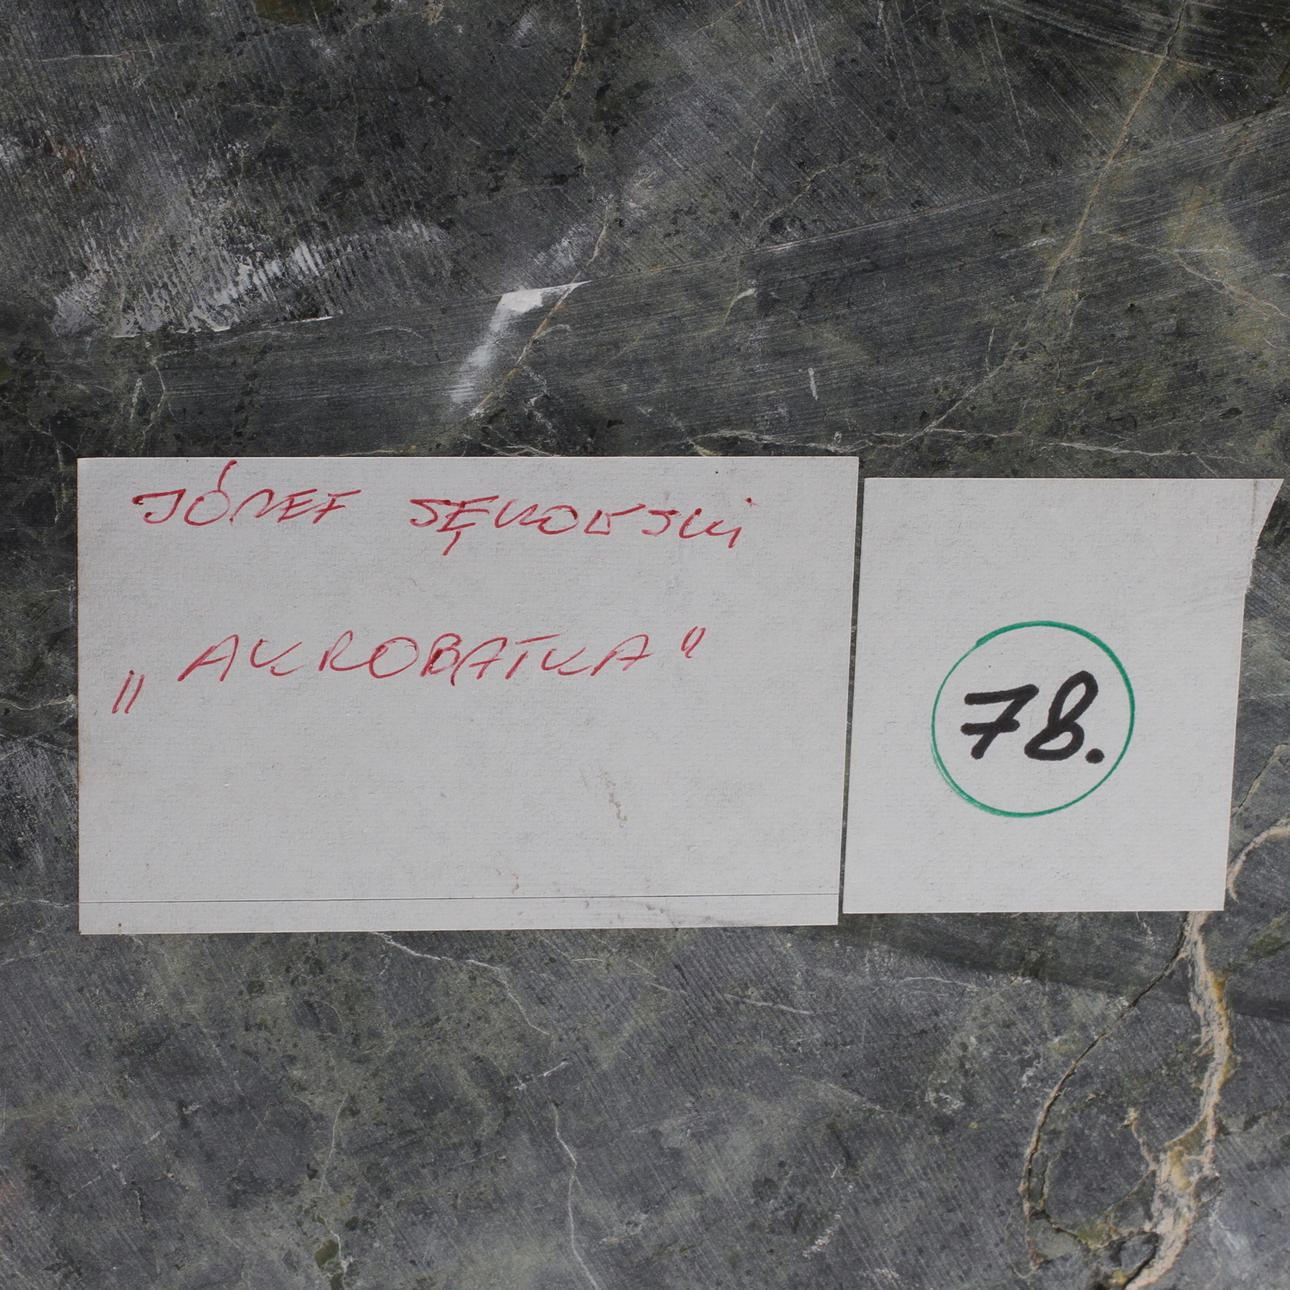 JÓZEF SĘKOWSKI
„AKROBATKA"
78.